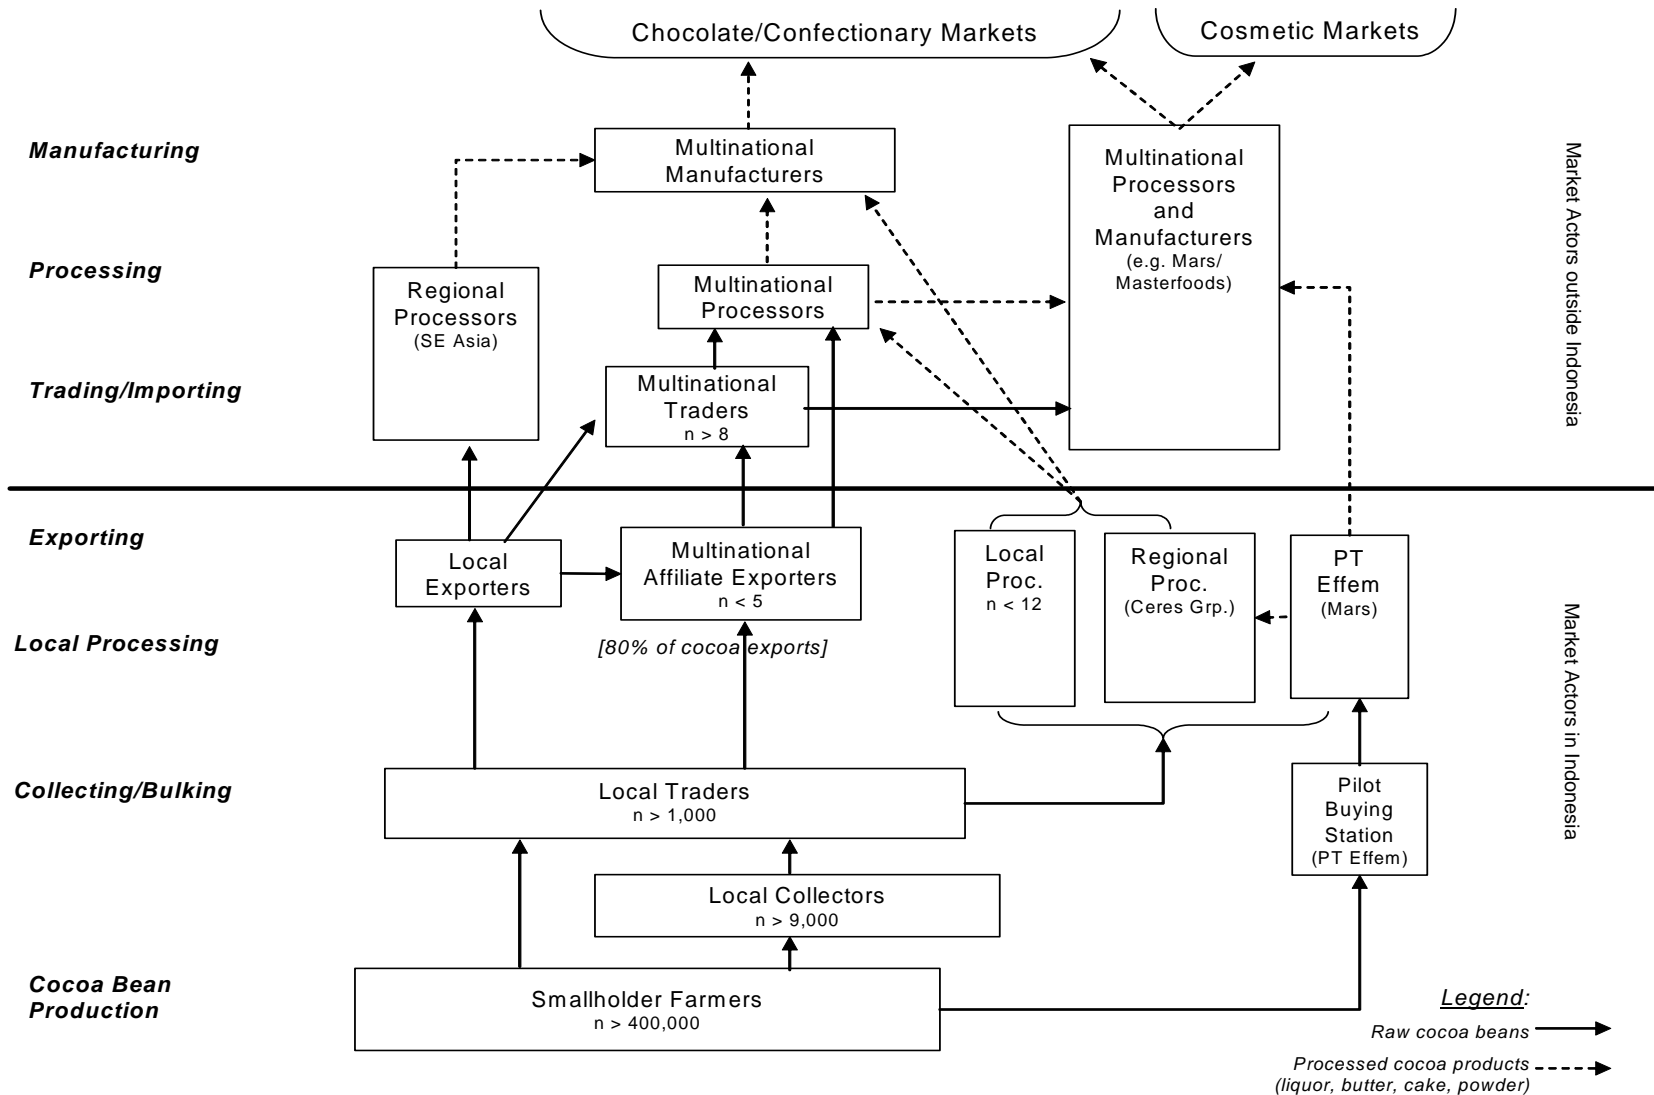 Chocolate/Confectionary Markets
Cosmetic Markets
Manufacturing
Multinational
Manufacturers
Multinational
Processors
and
Manufacturers
(e.g. Mars/
Masterfoods)
Market Actors outside Indonesia
Processing
Regional
Processors
(SE Asia)
Multinational
Processors
Trading/Importing
Multinational
Traders
n > 8
Exporting
Local
Exporters
Multinational
Affiliate Exporters
n < 5
[80% of cocoa exports]
Local
Proc.
n < 12
Regional
Proc.
(Ceres Grp.)
PT
Effem
(Mars)
Local Processing
Market Actors in Indonesia
Collecting/Bulking
Local Traders
n > 1,000
Pilot
Buying
Station
(PT Effem)
Local Collectors
n > 9,000
Cocoa Bean
Production
Smallholder Farmers
n > 400,000
Legend:
Raw cocoa beans
Processed cocoa products
(liquor, butter, cake, powder)